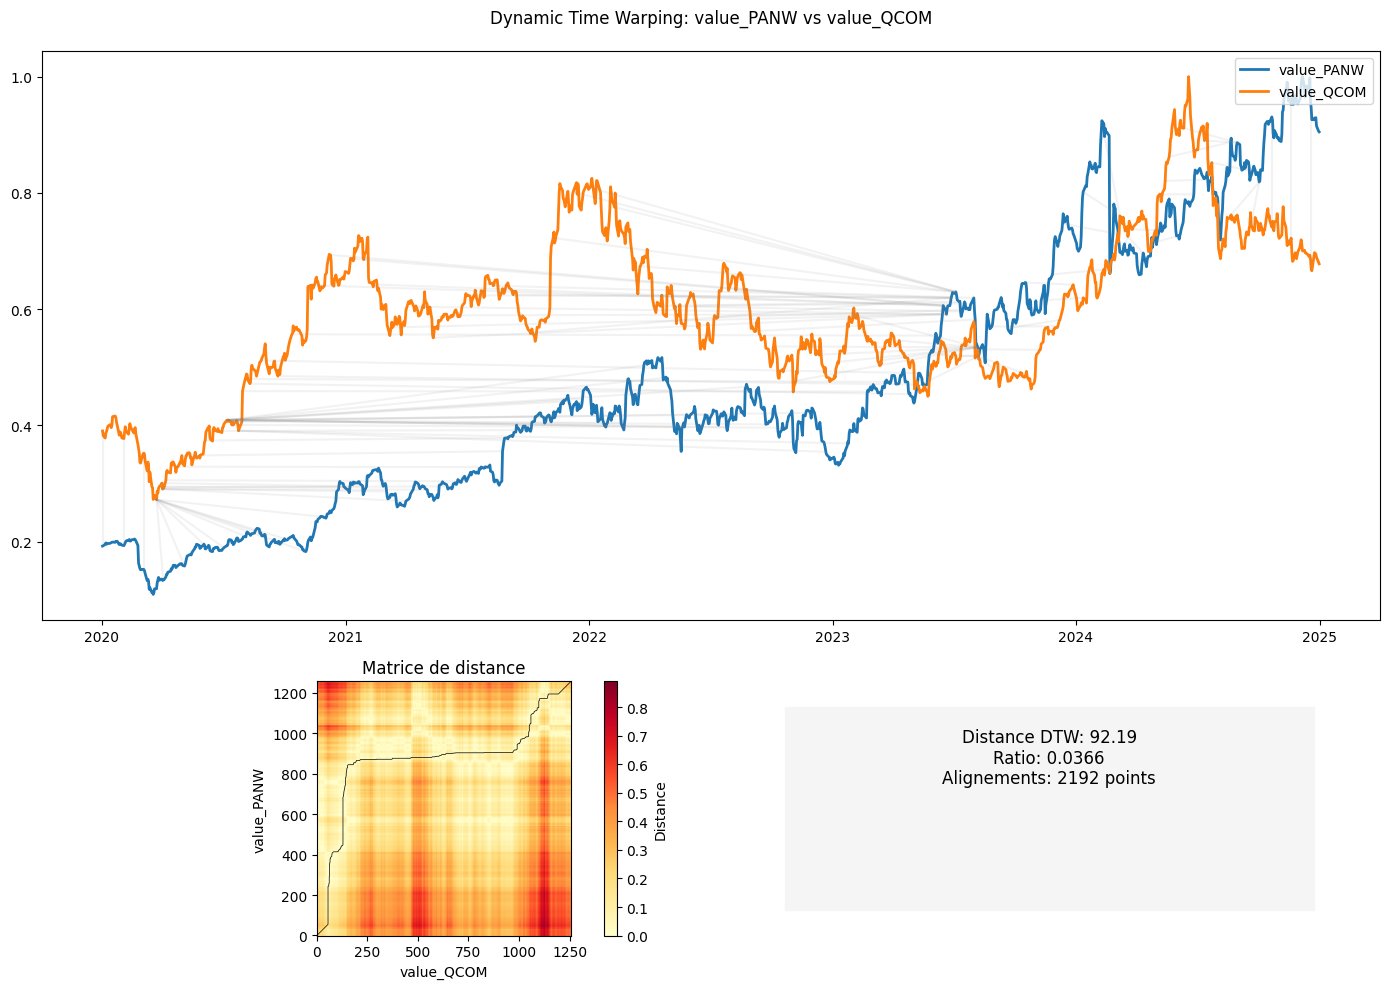 Dynamic Time Warping: value_PANW vs value_QCOM
value_PANW
value_QCOM
1.0
0.8
0.6
0.4
0.2
2020 2021 2022 2023 2024 2025
Matrice de distance
value_PANW
1200
1000
800
600
400
200
0
0 250 500 750 1000 1250
value_QCOM
0.8
0.7
0.6
0.5
0.4
0.3
0.2
0.1
0.0
Distance
Distance DTW: 92.19
Ratio: 0.0366
Alignements: 2192 points